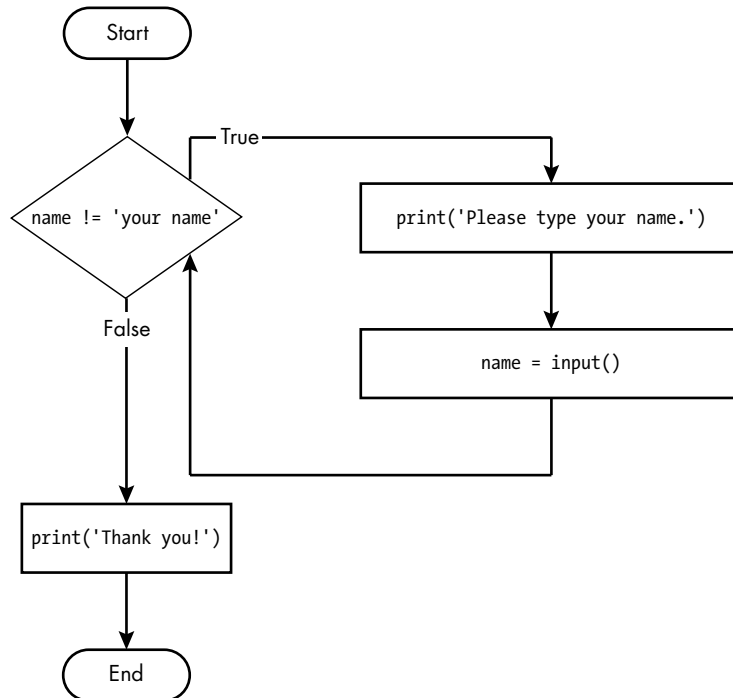 Start
True
name != 'your name'
print('Please type your name.')
False
name = input()
print('Thank you!')
End